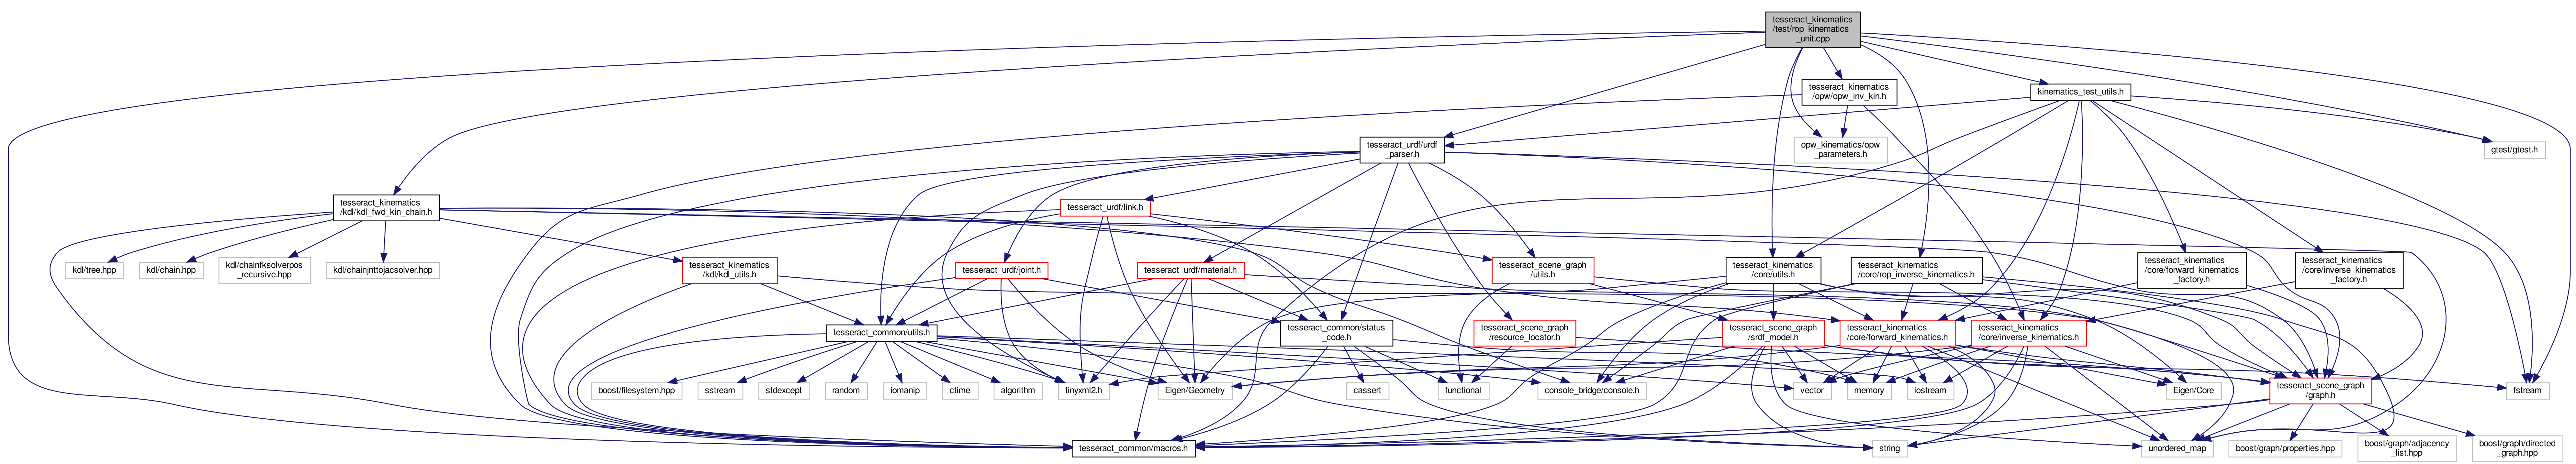 tesseract_kinematics
/test/rop_kinematics
_unit.cpp
tesseract_kinematics
/opw/opw_inv_kin.h
kinematics_test_utils.h
tesseract_urdf/urdf
_parser.h
opw_kinematics/opw
_parameters.h
gtest/gtest.h
tesseract_kinematics
/kdl/kdl_fwd_kin_chain.h
tesseract_urdf/link.h
kdl/tree.hpp
kdl/chain.hpp
kdl/chainfksolverpos
_recursive.hpp
kdl/chainjnttojacsolver.hpp
tesseract_kinematics
/kdl/kdl_utils.h
tesseract_urdf/joint.h
tesseract_urdf/material.h
tesseract_scene_graph
/utils.h
tesseract_kinematics
/core/utils.h
tesseract_kinematics
/core/rop_inverse_kinematics.h
tesseract_kinematics
/core/forward_kinematics
_factory.h
tesseract_kinematics
/core/inverse_kinematics
_factory.h
tesseract_common/utils.h
tesseract_common/status
_code.h
tesseract_scene_graph
/resource_locator.h
tesseract_scene_graph
/srdf_model.h
tesseract_kinematics
/core/forward_kinematics.h
tesseract_kinematics
/core/inverse_kinematics.h
boost/filesystem.hpp
sstream
stdexcept
random
iomanip
ctime
algorithm
tinyxml2.h
Eigen/Geometry
cassert
functional
console_bridge/console.h
vector
memory
iostream
Eigen/Core
tesseract_scene_graph
/graph.h
fstream
tesseract_common/macros.h
string
unordered_map
boost/graph/properties.hpp
boost/graph/adjacency
_list.hpp
boost/graph/directed
_graph.hpp